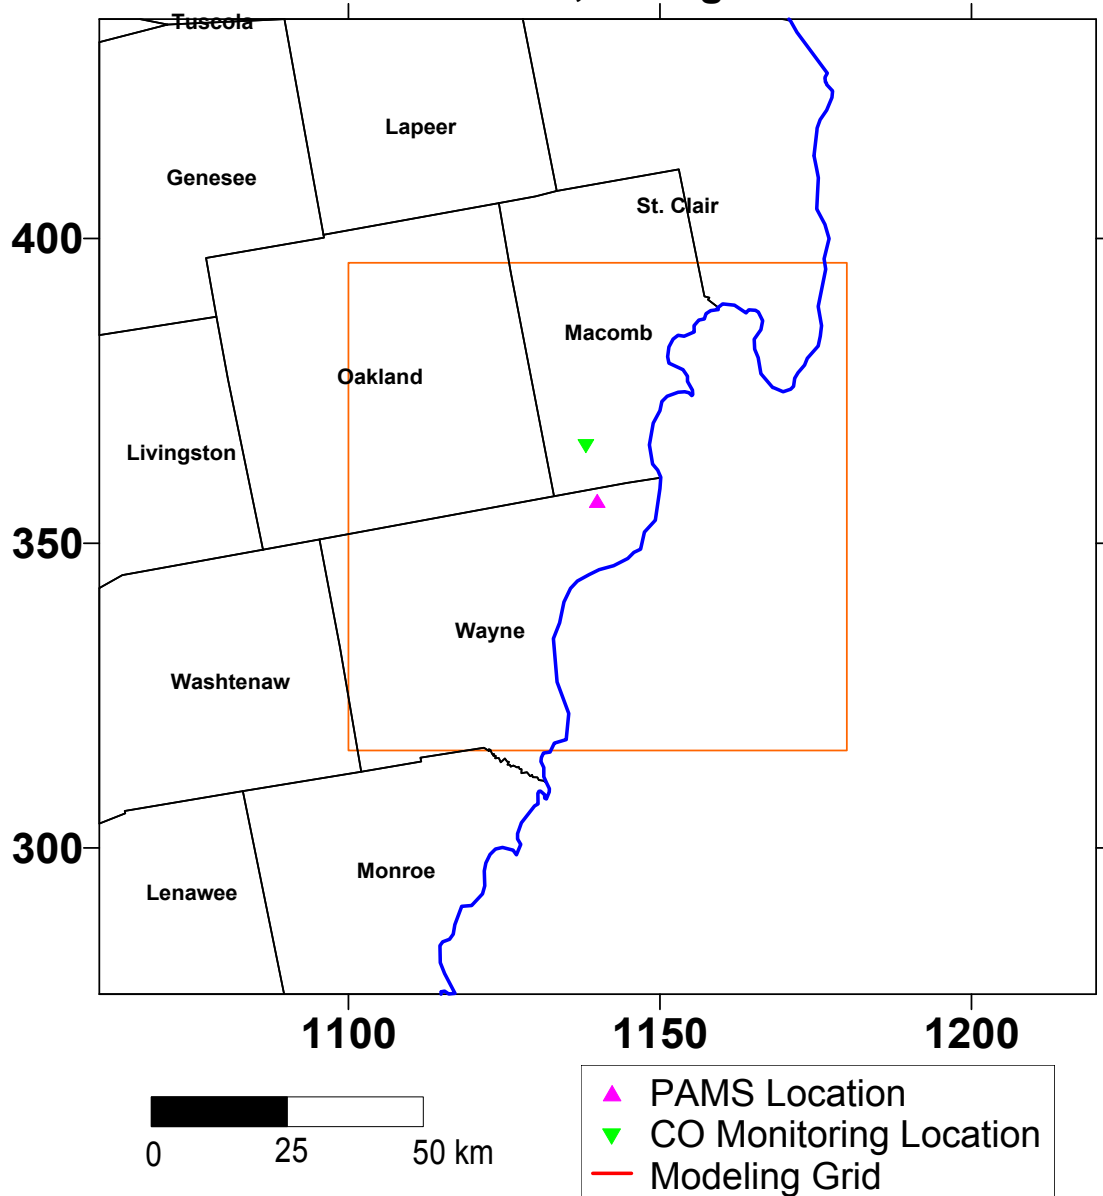 Tuscola
Lapeer
Genesee
St. Clair
400
Macomb
Oakland
Livingston
350
Wayne
Washtenaw
300
Monroe
Lenawee
1100 1150 1200
0 25 50 km
PAMS Location
CO Monitoring Location
Modeling Grid